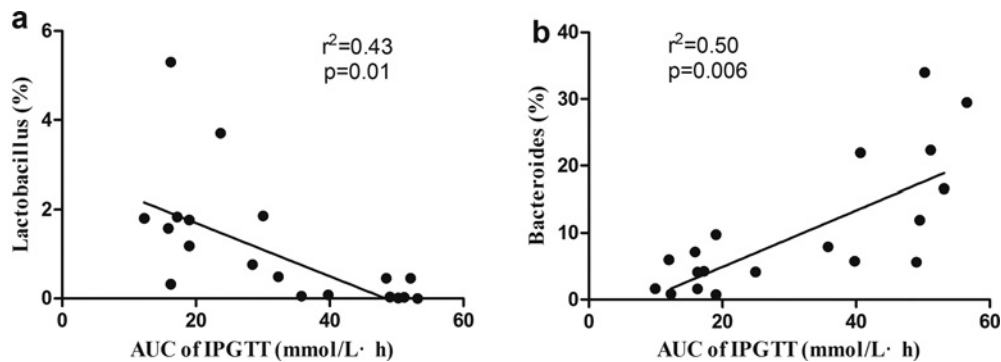 a
r²=0.43
p=0.01
Lactobacillus (%)
6
4
2
0
0 20 40 60
AUC of IPGTT (mmol/L· h)
b
r²=0.50
p=0.006
Bacteroides (%)
40
30
20
10
0
0 20 40 60
AUC of IPGTT (mmol/L· h)